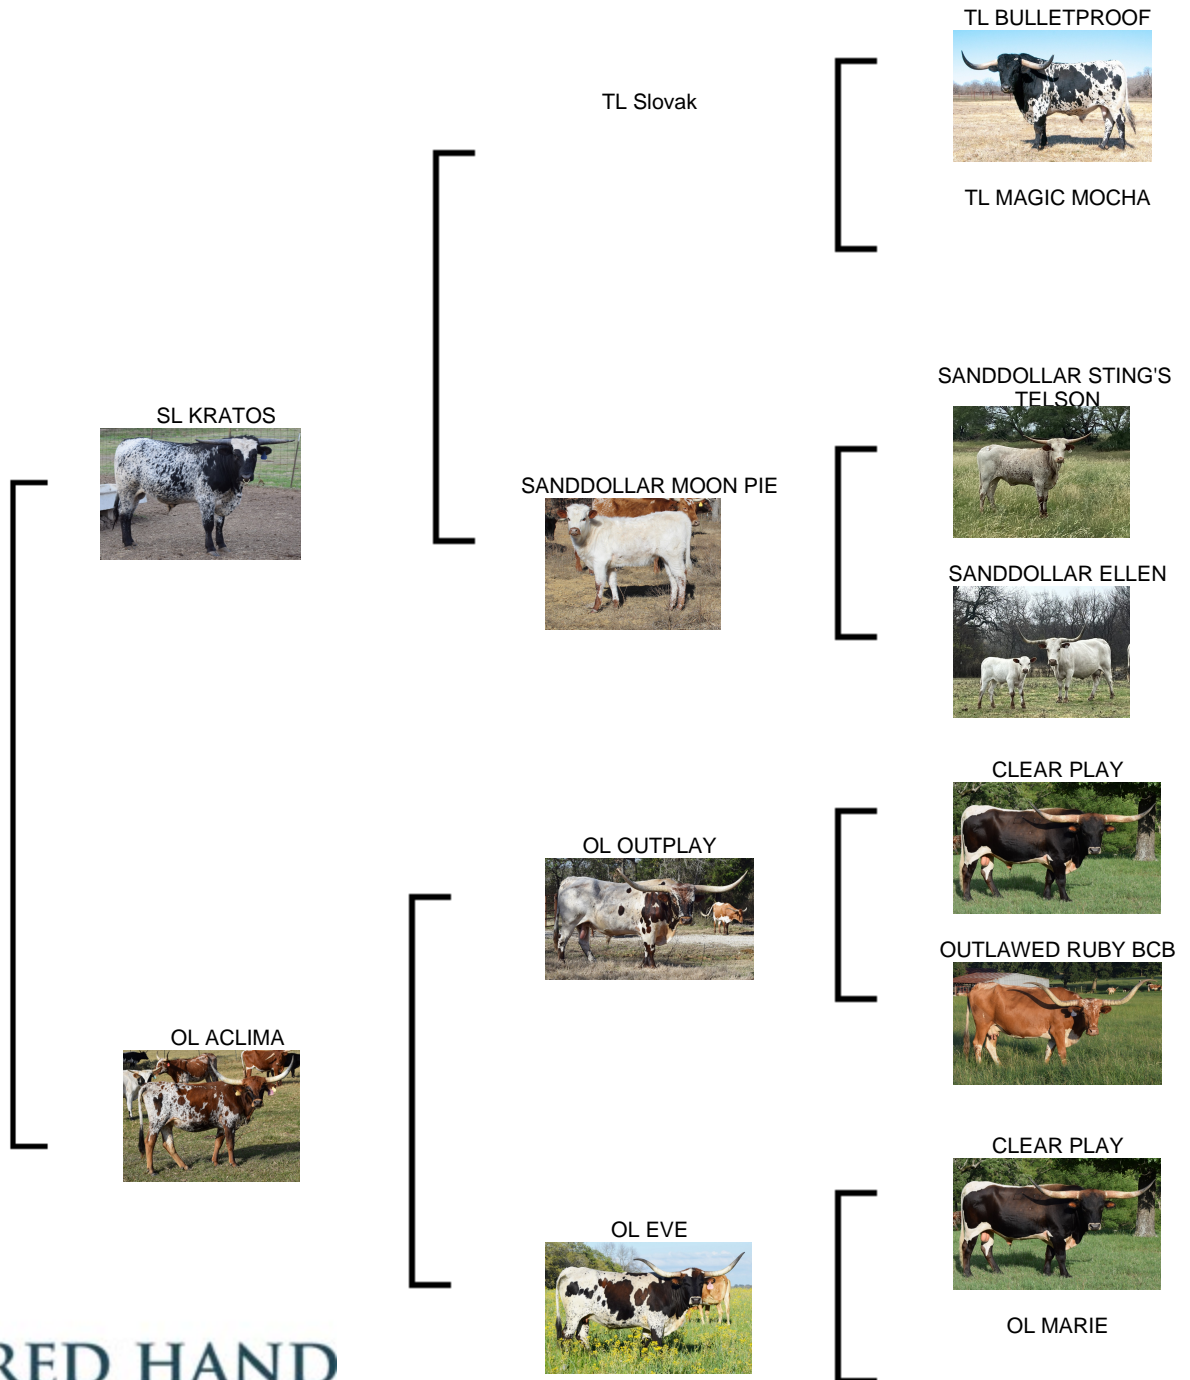 TL BULLETPROOF
TL Slovak
TL MAGIC MOCHA
SANDDOLLAR STING'S
TELSON
SL KRATOS
SANDDOLLAR MOON PIE
SANDDOLLAR ELLEN
CLEAR PLAY
OL OUTPLAY
OUTLAWED RUBY BCB
OL ACLIMA
CLEAR PLAY
OL EVE
OL MARIE
RED HAND